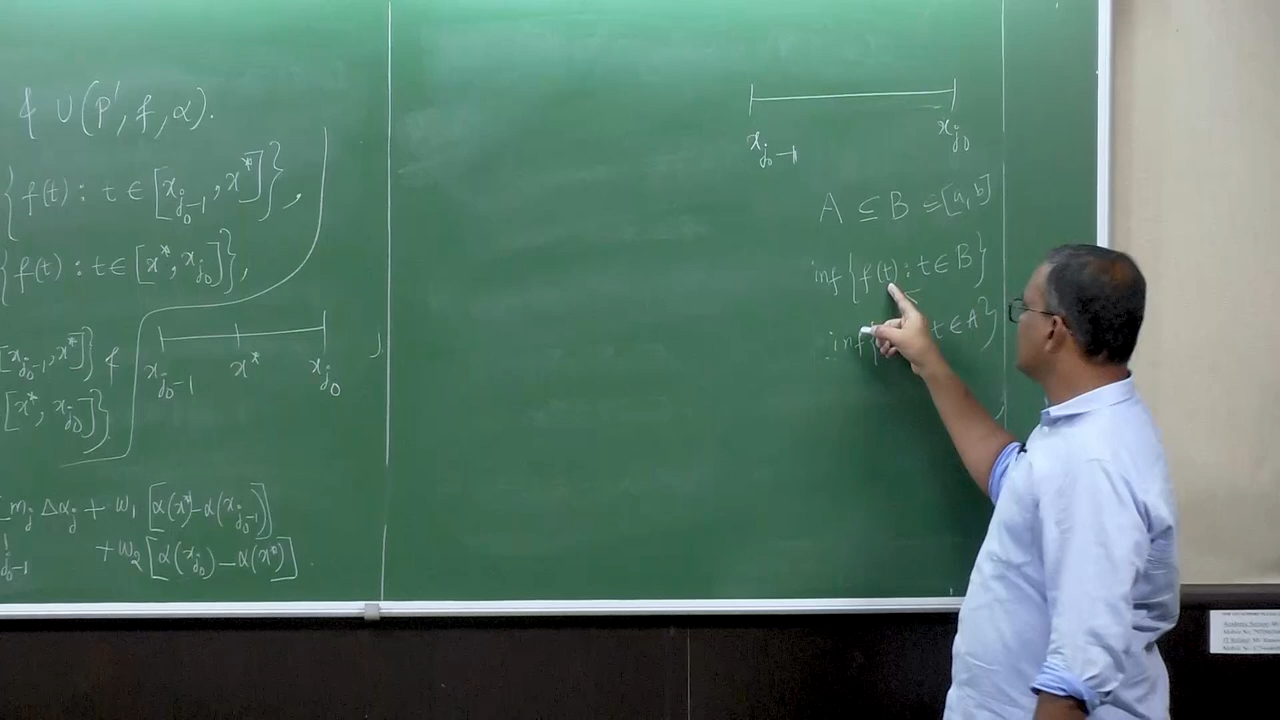 & U(P', f, α).
{f(t) : t ∈ [x_{j_0-1}, x*]},
{f(t) : t ∈ [x*, x_{j_0}]},
[x_{j_0-1}, x*]} &
[x*, x_{j_0}]}
x_{j_0-1} x* x_{j_0}
m_j Δα_j + w_1 [α(x*) - α(x_{j_0-1})]
j_0-1
+ w_2 [α(x_{j_0}) - α(x*)].
x_{j_0-1} x_{j_0}
A ⊆ B ⊆ [a, b]
inf {f(t) : t ∈ B}
inf { t ∈ A}